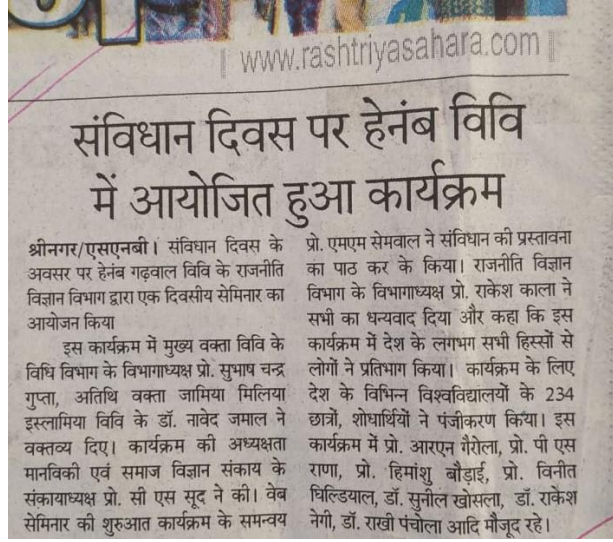 www.rashtriyasahara.com
संविधान दिवस पर हेनंब विवि
में आयोजित हुआ कार्यक्रम
श्रीनगर/एसएनबी। संविधान दिवस के
अवसर पर हेनंब गढ़वाल विवि के राजनीति
विज्ञान विभाग द्वारा एक दिवसीय सेमिनार का
आयोजन किया
इस कार्यक्रम में मुख्य वक्ता विवि के
विधि विभाग के विभागाध्यक्ष प्रो. सुभाष चन्द्र
गुप्ता, अतिथि वक्ता जामिया मिलिया
इस्लामिया विवि के डॉ. नावेद जमाल ने
वक्तव्य दिए। कार्यक्रम की अध्यक्षता
मानविकी एवं समाज विज्ञान संकाय के
संकायाध्यक्ष प्रो. सी एस सूद ने की। वेब
सेमिनार की शुरुआत कार्यक्रम के समन्वय
प्रो. एमएम सेमवाल ने संविधान की प्रस्तावना
का पाठ कर के किया। राजनीति विज्ञान
विभाग के विभागाध्यक्ष प्रो. राकेश काला ने
सभी का धन्यवाद दिया और कहा कि इस
कार्यक्रम में देश के लगभग सभी हिस्सों से
लोगों ने प्रतिभाग किया। कार्यक्रम के लिए
देश के विभिन्न विश्वविद्यालयों के 234
छात्रों, शोधार्थियों ने पंजीकरण किया। इस
कार्यक्रम में प्रो. आरएन गैरोला, प्रो. पी एस
राणा, प्रो. हिमांशु बौड़ाई, प्रो. विनीत
घिल्डियाल, डॉ. सुनील खोसला, डॉ. राकेश
नेगी, डॉ. राखी पंचोला आदि मौजूद रहे।